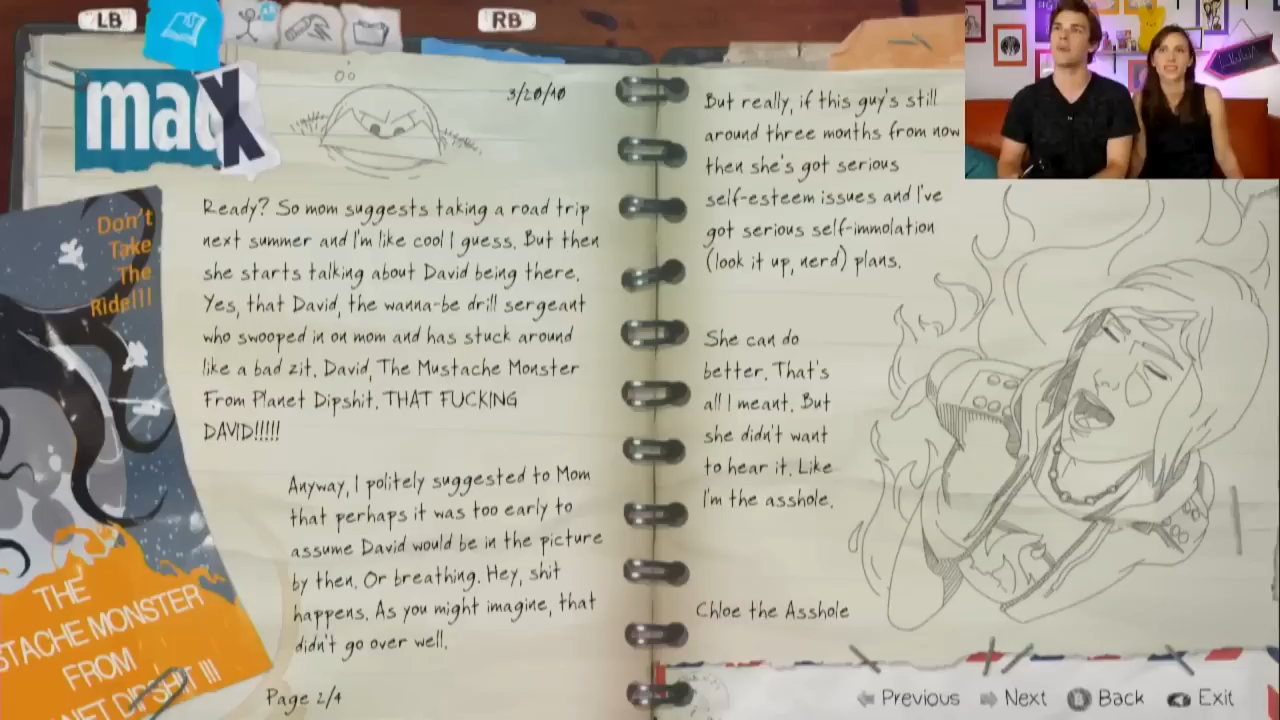 LB
RB
max
3/20/10
Don't
Take
The
Ride!!!
Ready? So mom suggests taking a road trip
next summer and I'm like cool I guess. But then
she starts talking about David being there.
Yes, that David, the wanna-be drill sergeant
who swooped in on mom and has stuck around
like a bad zit. David, The Mustache Monster
From Planet Dipshit. THAT FUCKING
DAVID!!!!!
Anyway, I politely suggested to Mom
that perhaps it was too early to
assume David would be in the picture
by then. Or breathing. Hey, shit
happens. As you might imagine, that
didn't go over well.
THE
STACHE MONSTER
FROM
NET DIPSHIT !!!
Page 2/4
But really, if this guy's still
around three months from now
then she's got serious
self-esteem issues and I've
got serious self-immolation
(look it up, nerd) plans.
She can do
better. That's
all I meant. But
she didn't want
to hear it. Like
I'm the asshole.
Chloe the Asshole
Previous
Next
B Back
Exit